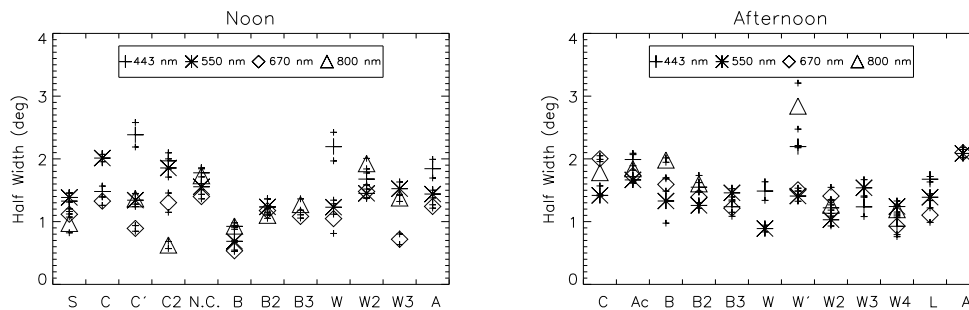 Noon
Afternoon
443 nm 550 nm 670 nm 800 nm
443 nm 550 nm 670 nm 800 nm
Half Width (deg)
Half Width (deg)
4
3
2
1
0
4
3
2
1
0
S C C′ C2 N.C. B B2 B3 W W2 W3 A
C Ac B B2 B3 W W′ W2 W3 W4 L A